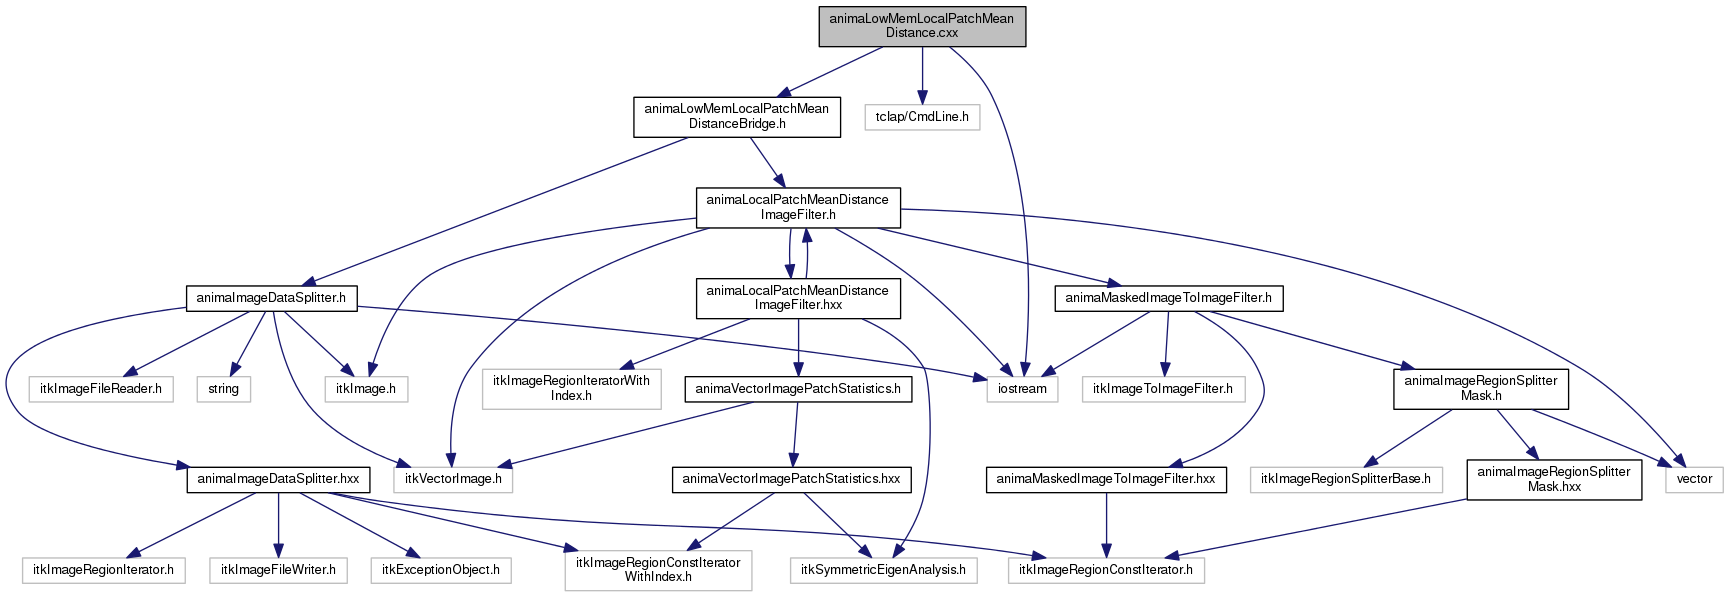 animaLowMemLocalPatchMean
Distance.cxx
animaLowMemLocalPatchMean
DistanceBridge.h
tclap/CmdLine.h
animaLocalPatchMeanDistance
ImageFilter.h
animaImageDataSplitter.h
animaLocalPatchMeanDistance
ImageFilter.hxx
animaMaskedImageToImageFilter.h
itkImageFileReader.h
string
itkImage.h
itkImageRegionIteratorWith
Index.h
animaVectorImagePatchStatistics.h
iostream
itkImageToImageFilter.h
animaImageRegionSplitter
Mask.h
animaImageDataSplitter.hxx
itkVectorImage.h
animaVectorImagePatchStatistics.hxx
animaMaskedImageToImageFilter.hxx
itkImageRegionSplitterBase.h
animaImageRegionSplitter
Mask.hxx
vector
itkImageRegionIterator.h
itkImageFileWriter.h
itkExceptionObject.h
itkImageRegionConstIterator
WithIndex.h
itkSymmetricEigenAnalysis.h
itkImageRegionConstIterator.h